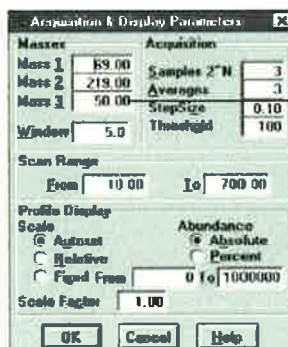 Acquisition & Display Parameters
Masses
Mass 1 69.00
Mass 2 219.00
Mass 3 50.00
Window 5.0
Acquisition
Samples 2^N 3
Averages 3
StepSize 0.10
Threshold 100
Scan Range
From 10.00 To 700.00
Profile Display
Scale
Autoset
Relative
Fixed From 0 To 1000000
Abundance
Absolute
Percent
Scale Factor 1.00
OK Cancel Help